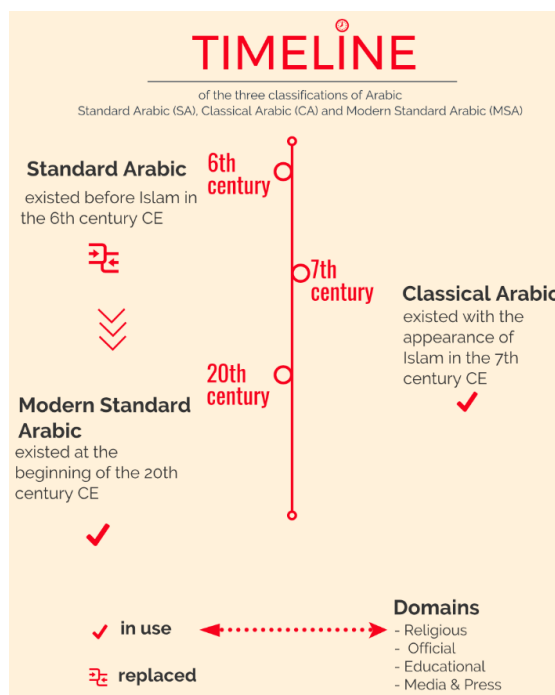 TIMELINE
of the three classifications of Arabic
Standard Arabic (SA), Classical Arabic (CA) and Modern Standard Arabic (MSA)
6th
century
Standard Arabic
existed before Islam in
the 6th century CE
7th
century
Classical Arabic
existed with the
appearance of
Islam in the 7th
century CE
20th
century
Modern Standard
Arabic
existed at the
beginning of the 20th
century CE
in use
replaced
Domains
- Religious
- Official
- Educational
- Media & Press